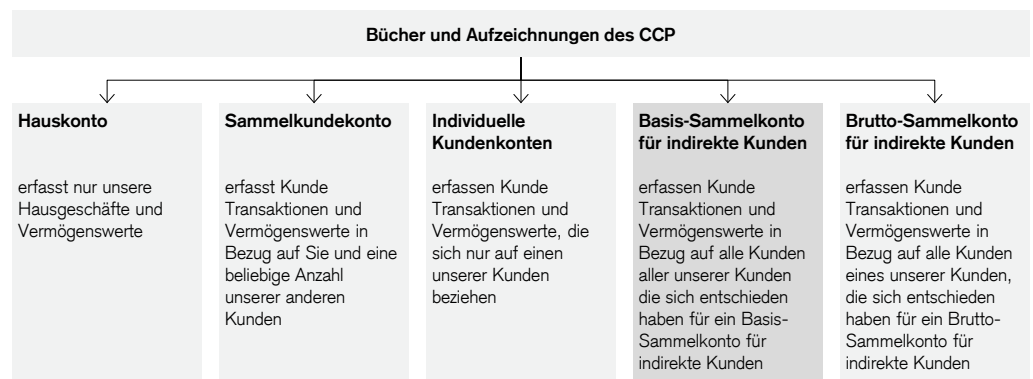 Bücher und Aufzeichnungen des CCP
Hauskonto
erfasst nur unsere
Hausgeschäfte und
Vermögenswerte
Sammelkundekonto
erfasst Kunde
Transaktionen und
Vermögenswerte in
Bezug auf Sie und eine
beliebige Anzahl
unserer anderen
Kunden
Individuelle
Kundenkonten
erfassen Kunde
Transaktionen und
Vermögenswerte, die
sich nur auf einen
unserer Kunden
beziehen
Basis-Sammelkonto
für indirekte Kunden
erfassen Kunde
Transaktionen und
Vermögenswerte in
Bezug auf alle Kunden
aller unserer Kunden
die sich entschieden
haben für ein Basis-
Sammelkonto für
indirekte Kunden
Brutto-Sammelkonto
für indirekte Kunden
erfassen Kunde
Transaktionen und
Vermögenswerte in
Bezug auf alle Kunden
eines unserer Kunden,
die sich entschieden
haben für ein Brutto-
Sammelkonto für
indirekte Kunden